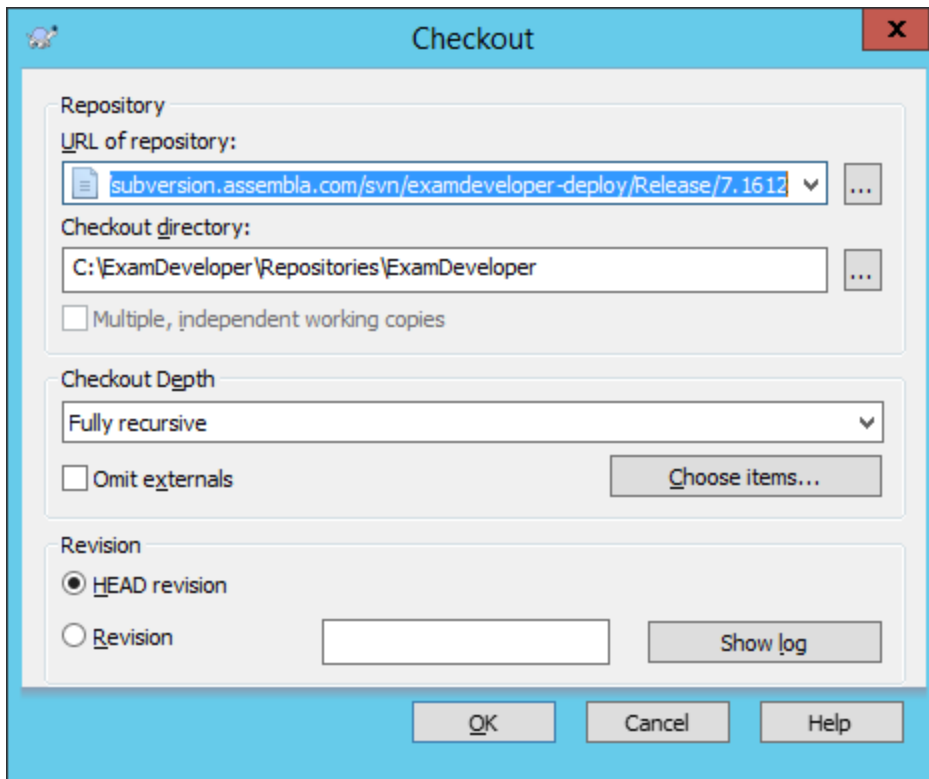 Checkout
x
Repository
URL of repository:
subversion.assembla.com/svn/examdeveloper-deploy/Release/7.1612
...
Checkout directory:
C:\ExamDeveloper\Repositories\ExamDeveloper
...
Multiple, independent working copies
Checkout Depth
Fully recursive
Omit externals
Choose items...
Revision
HEAD revision
Revision
Show log
OK
Cancel
Help